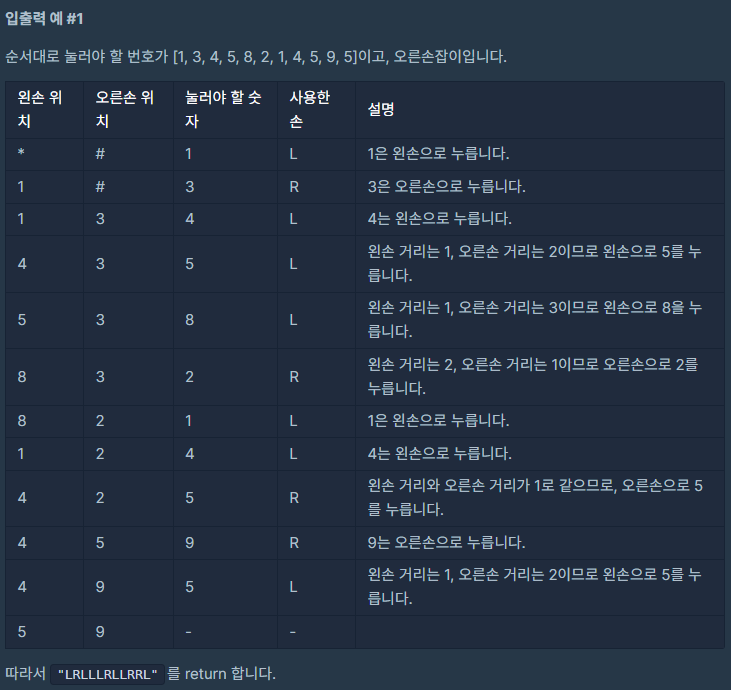 입출력 예 #1
순서대로 눌러야 할 번호가 [1, 3, 4, 5, 8, 2, 1, 4, 5, 9, 5]이고, 오른손잡이입니다.
왼손 위치 오른손 위치 눌러야 할 숫자 사용한 손 설명
* # 1 L 1은 왼손으로 누릅니다.
1 # 3 R 3은 오른손으로 누릅니다.
1 3 4 L 4는 왼손으로 누릅니다.
4 3 5 L 왼손 거리는 1, 오른손 거리는 2이므로 왼손으로 5를 누릅니다.
5 3 8 L 왼손 거리는 1, 오른손 거리는 3이므로 왼손으로 8을 누릅니다.
8 3 2 R 왼손 거리는 2, 오른손 거리는 1이므로 오른손으로 2를 누릅니다.
8 2 1 L 1은 왼손으로 누릅니다.
1 2 4 L 4는 왼손으로 누릅니다.
4 2 5 R 왼손 거리와 오른손 거리가 1로 같으므로, 오른손으로 5를 누릅니다.
4 5 9 R 9는 오른손으로 누릅니다.
4 9 5 L 왼손 거리는 1, 오른손 거리는 2이므로 왼손으로 5를 누릅니다.
5 9 - -
따라서 "LRLLLRLLRRL" 를 return 합니다.